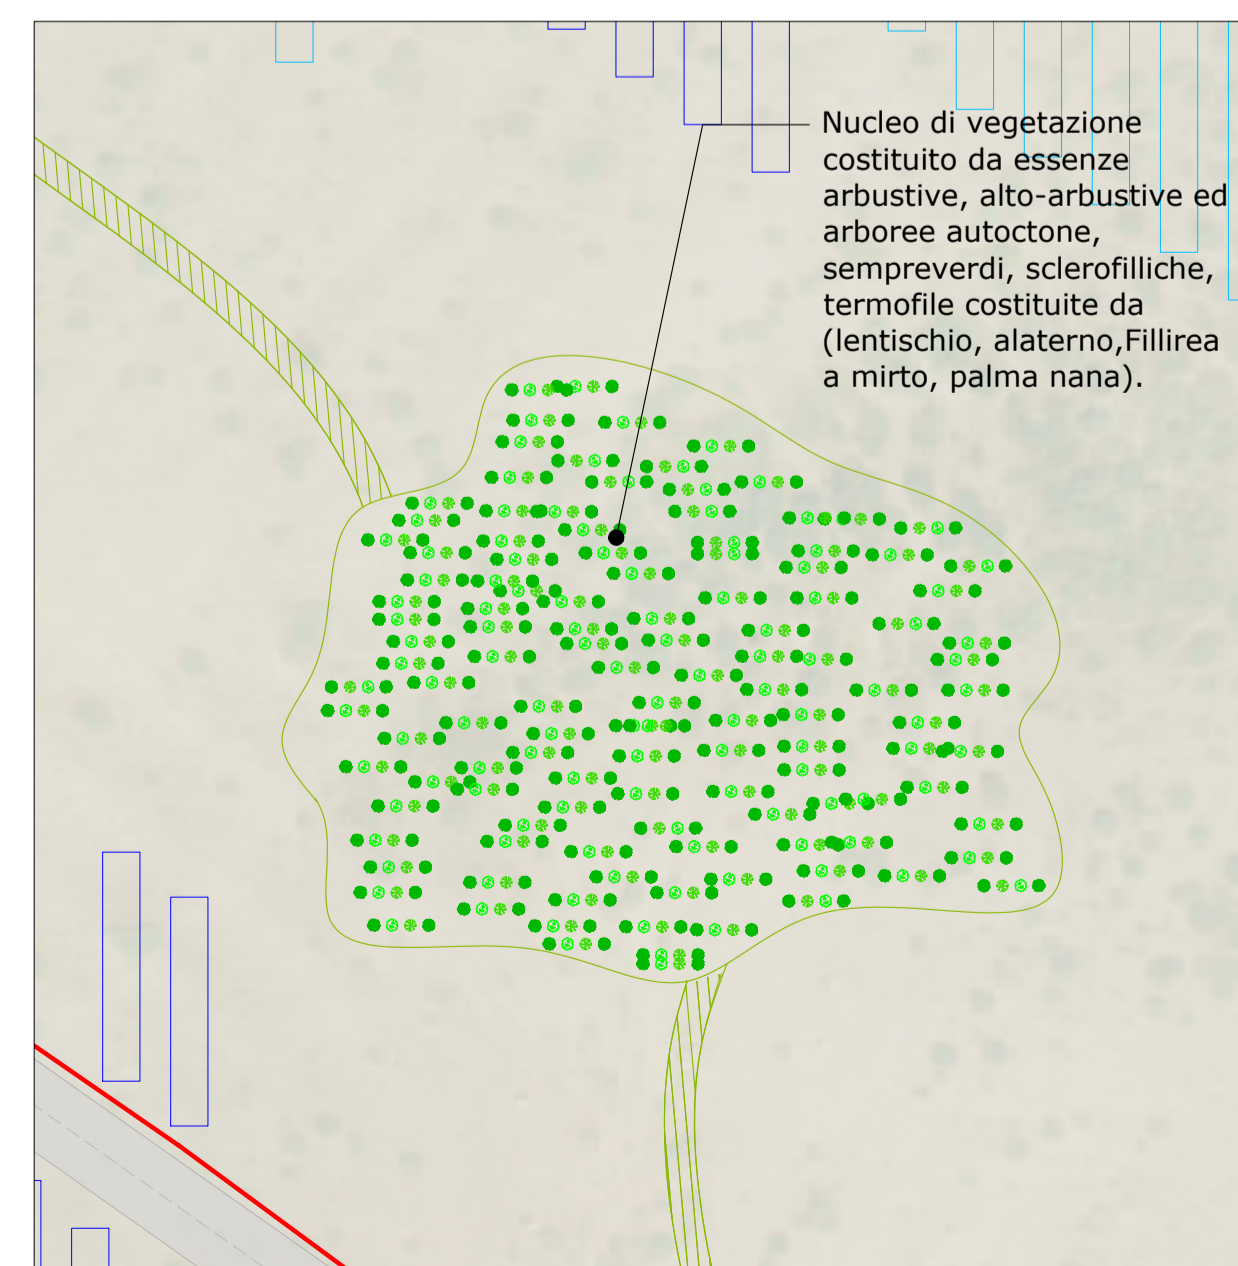 Nucleo di vegetazione
costituito da essenze
arbustive, alto-arbustive ed
arboree autoctone,
sempreverdi, sclerofilliche,
termofile costituite da
(lentischio, alaterno,Fillirea
a mirto, palma nana).